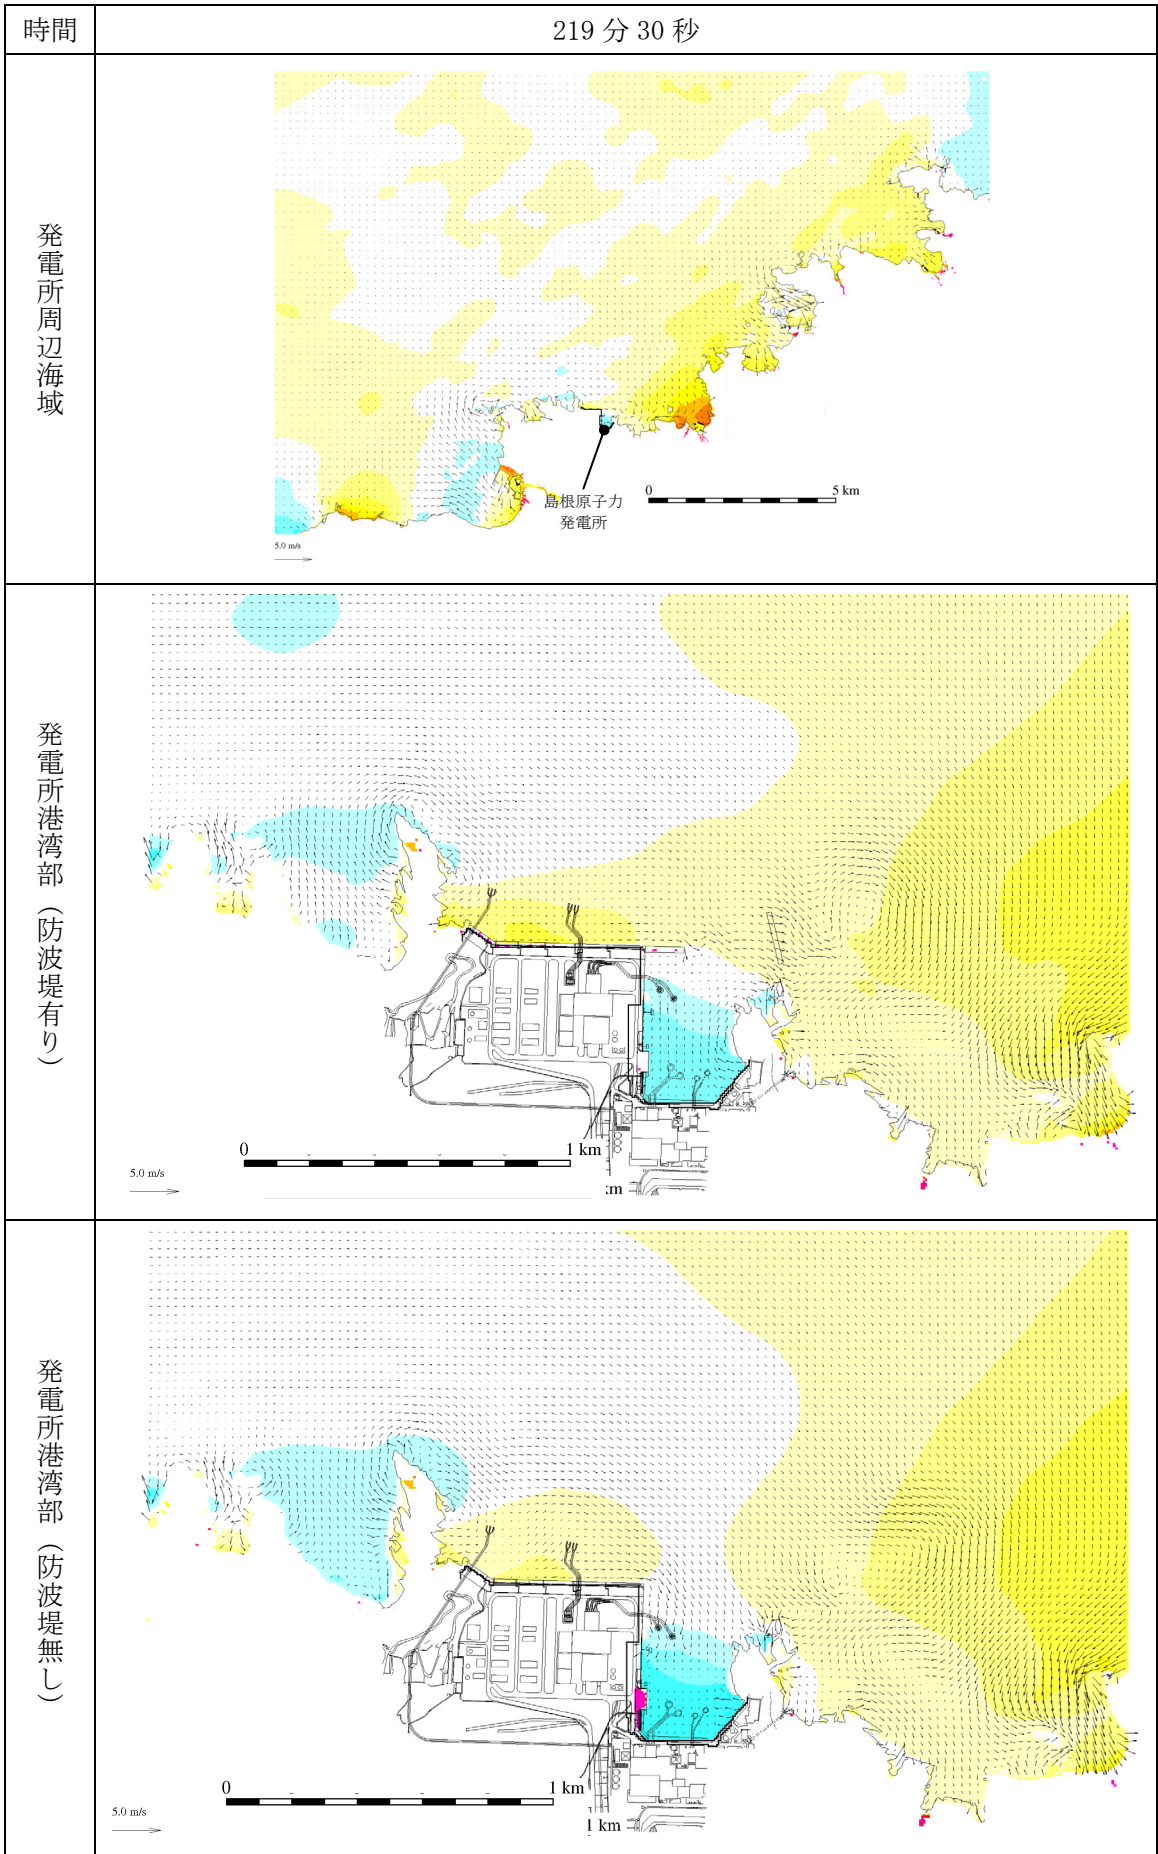 時間
219 分 30 秒
発電所周辺海域
島根原子力
発電所
0 5 km
5.0 m/s
発電所港湾部（防波堤有り）
0 1 km
5.0 m/s
km
発電所港湾部（防波堤無し）
0 1 km
5.0 m/s
1 km